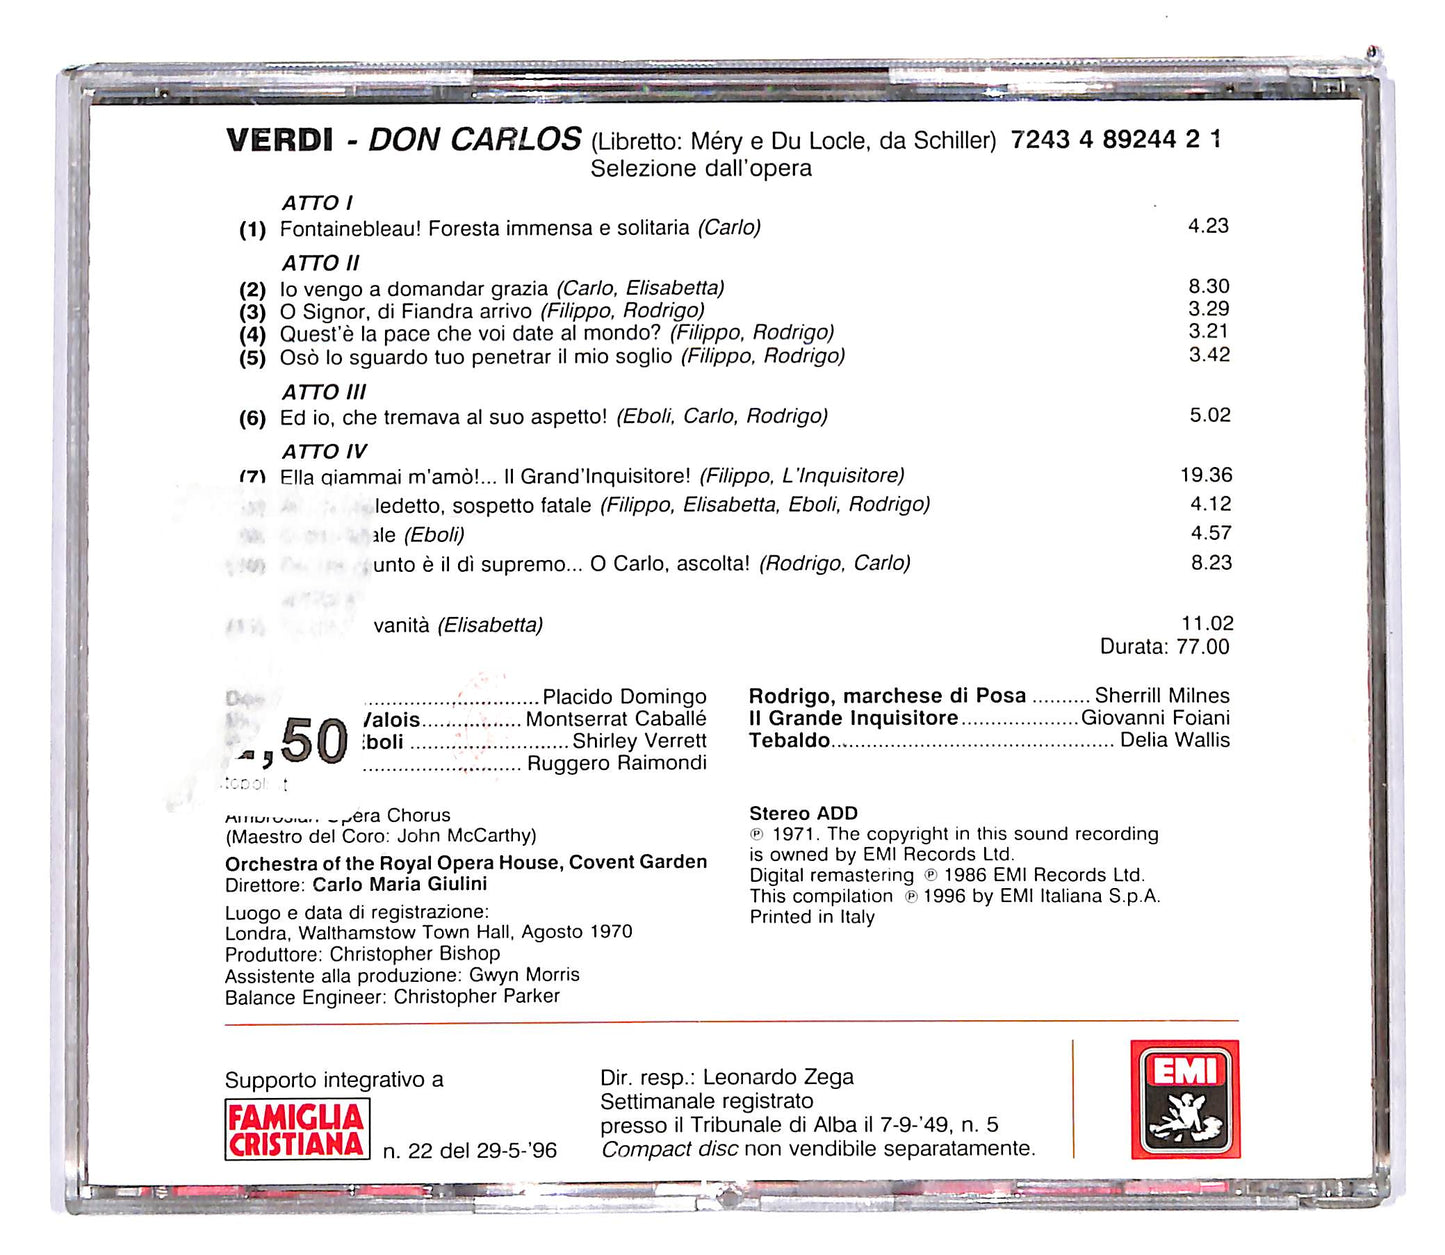 VERDI - DON CARLOS (Libretto: Méry e Du Locle, da Schiller) 7243 4 89244 2 1
Selezione dall'opera
ATTO I
(1) Fontainebleau! Foresta immensa e solitaria (Carlo) 4.23
ATTO II
(2) Io vengo a domandar grazia (Carlo, Elisabetta) 8.30
(3) O Signor, di Fiandra arrivo (Filippo, Rodrigo) 3.29
(4) Quest'è la pace che voi date al mondo? (Filippo, Rodrigo) 3.21
(5) Osò lo sguardo tuo penetrar il mio soglio (Filippo, Rodrigo) 3.42
ATTO III
(6) Ed io, che tremava al suo aspetto! (Eboli, Carlo, Rodrigo) 5.02
ATTO IV
(7) Ella giammai m'amò!... Il Grand'Inquisitore! (Filippo, L'Inquisitore) 19.36
ledetto, sospetto fatale (Filippo, Elisabetta, Eboli, Rodrigo) 4.12
ale (Eboli) 4.57
unto è il dì supremo... O Carlo, ascolta! (Rodrigo, Carlo) 8.23
vanità (Elisabetta) 11.02
Durata: 77.00
Placido Domingo
Valois Montserrat Caballé
Eboli Shirley Verrett
Ruggero Raimondi
,50
Rodrigo, marchese di Posa Sherrill Milnes
Il Grande Inquisitore Giovanni Foiani
Tebaldo Delia Wallis
Ambrosian Opera Chorus
(Maestro del Coro: John McCarthy)
Orchestra of the Royal Opera House, Covent Garden
Direttore: Carlo Maria Giulini
Luogo e data di registrazione:
Londra, Walthamstow Town Hall, Agosto 1970
Produttore: Christopher Bishop
Assistente alla produzione: Gwyn Morris
Balance Engineer: Christopher Parker
Stereo ADD
℗ 1971. The copyright in this sound recording
is owned by EMI Records Ltd.
Digital remastering ℗ 1986 EMI Records Ltd.
This compilation ℗ 1996 by EMI Italiana S.p.A.
Printed in Italy
Supporto integrativo a
FAMIGLIA
CRISTIANA n. 22 del 29-5-'96
Dir. resp.: Leonardo Zega
Settimanale registrato
presso il Tribunale di Alba il 7-9-'49, n. 5
Compact disc non vendibile separatamente.
EMI